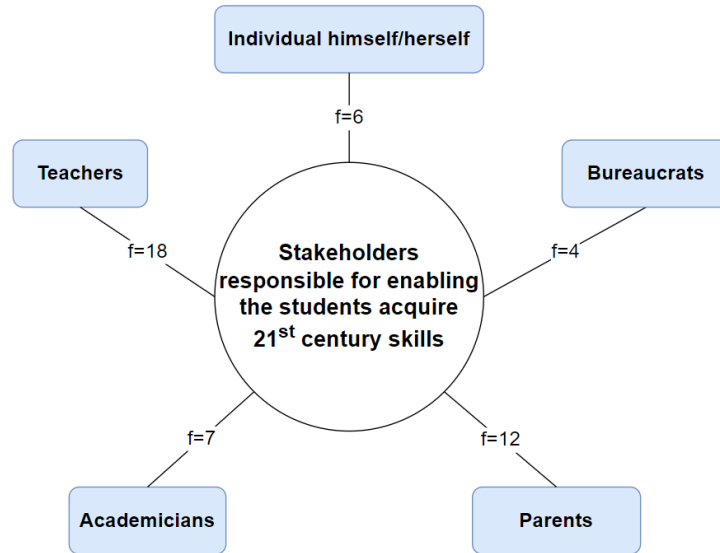 Individual himself/herself
f=6
Teachers
Bureaucrats
f=18
f=4
Stakeholders
responsible for enabling
the students acquire
21st century skills
f=7
f=12
Academicians
Parents